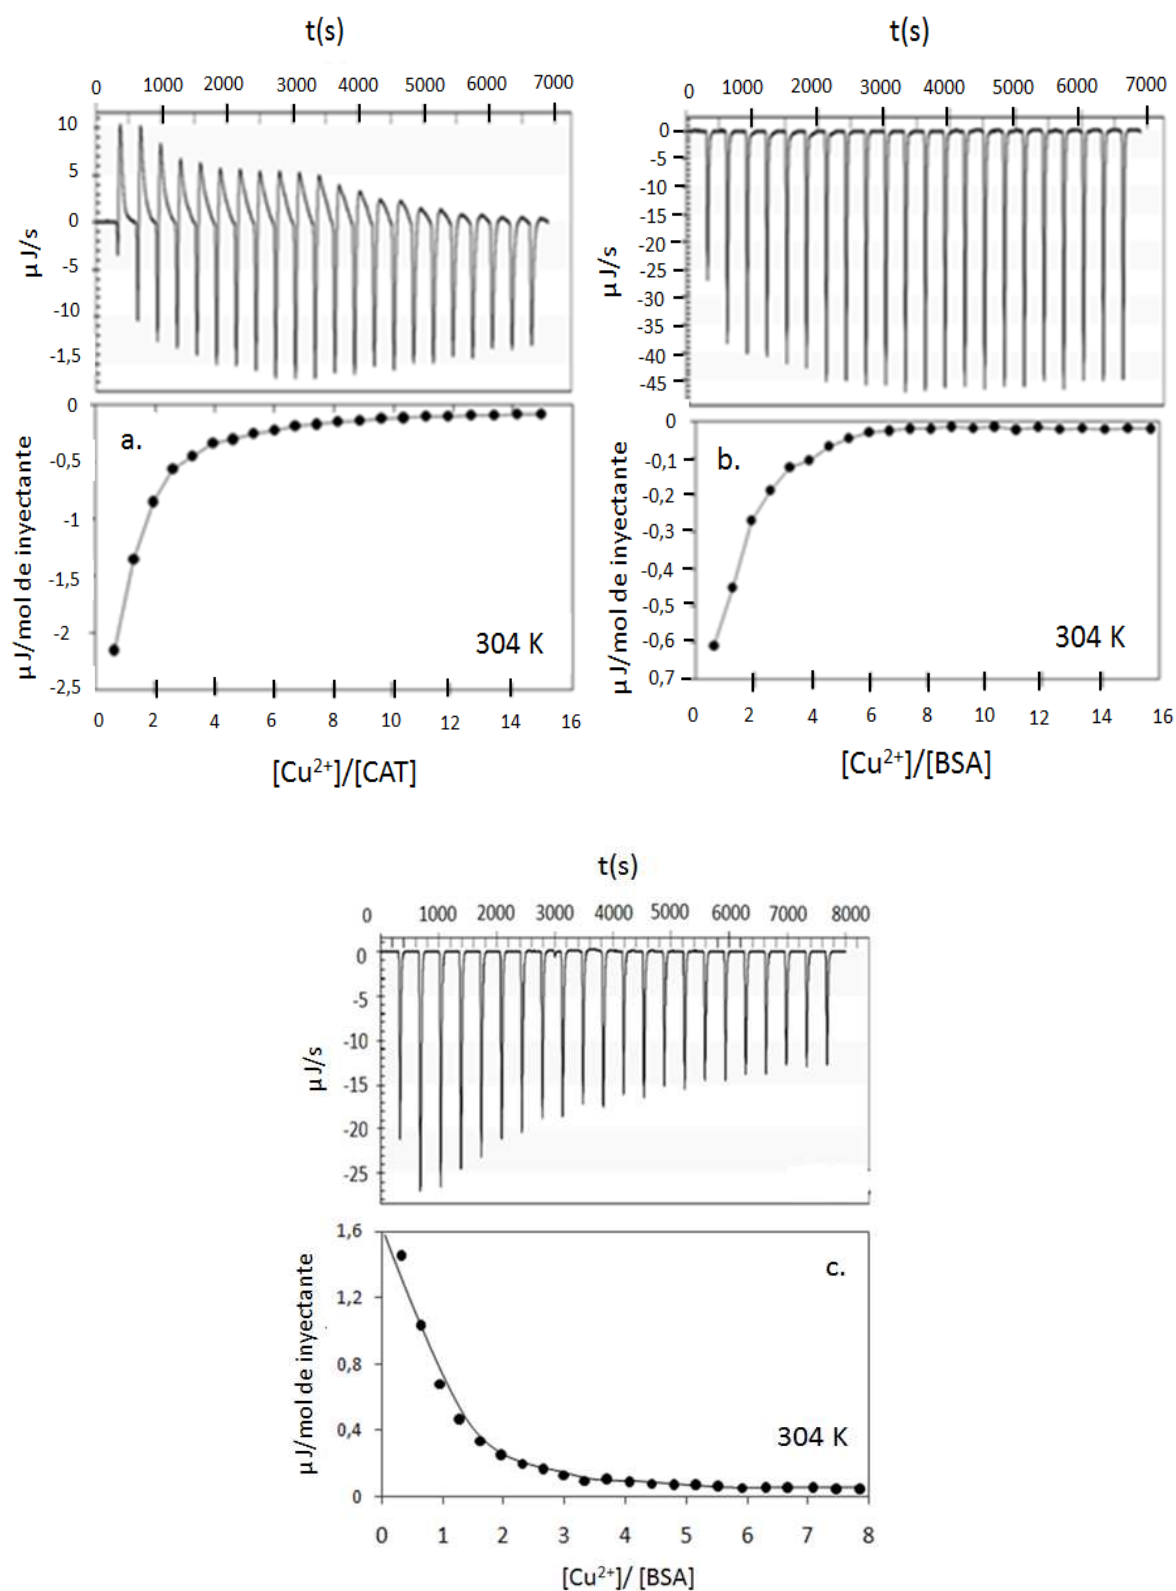 t(s)
0 1000 2000 3000 4000 5000 6000 7000
10
5
0
-5
-10
-1,5
µJ/s
0
-0,5
-1
-1,5
-2
-2,5
µJ/mol de inyectante
a.
304 K
0 2 4 6 8 10 12 14 16
[Cu²⁺]/[CAT]
t(s)
0 1000 2000 3000 4000 5000 6000 7000
0
-5
-10
-15
-20
-25
-30
-35
-40
-45
µJ/s
0
-0,1
-0,2
-0,3
-0,4
-0,5
-0,6
0,7
µJ/mol de inyectante
b.
304 K
0 2 4 6 8 10 12 14 16
[Cu²⁺]/[BSA]
t(s)
0 1000 2000 3000 4000 5000 6000 7000 8000
0
-5
-10
-15
-20
-25
µJ/s
1,6
1,2
0,8
0,4
0
µJ/mol de inyectante
c.
304 K
0 1 2 3 4 5 6 7 8
[Cu²⁺]/ [BSA]